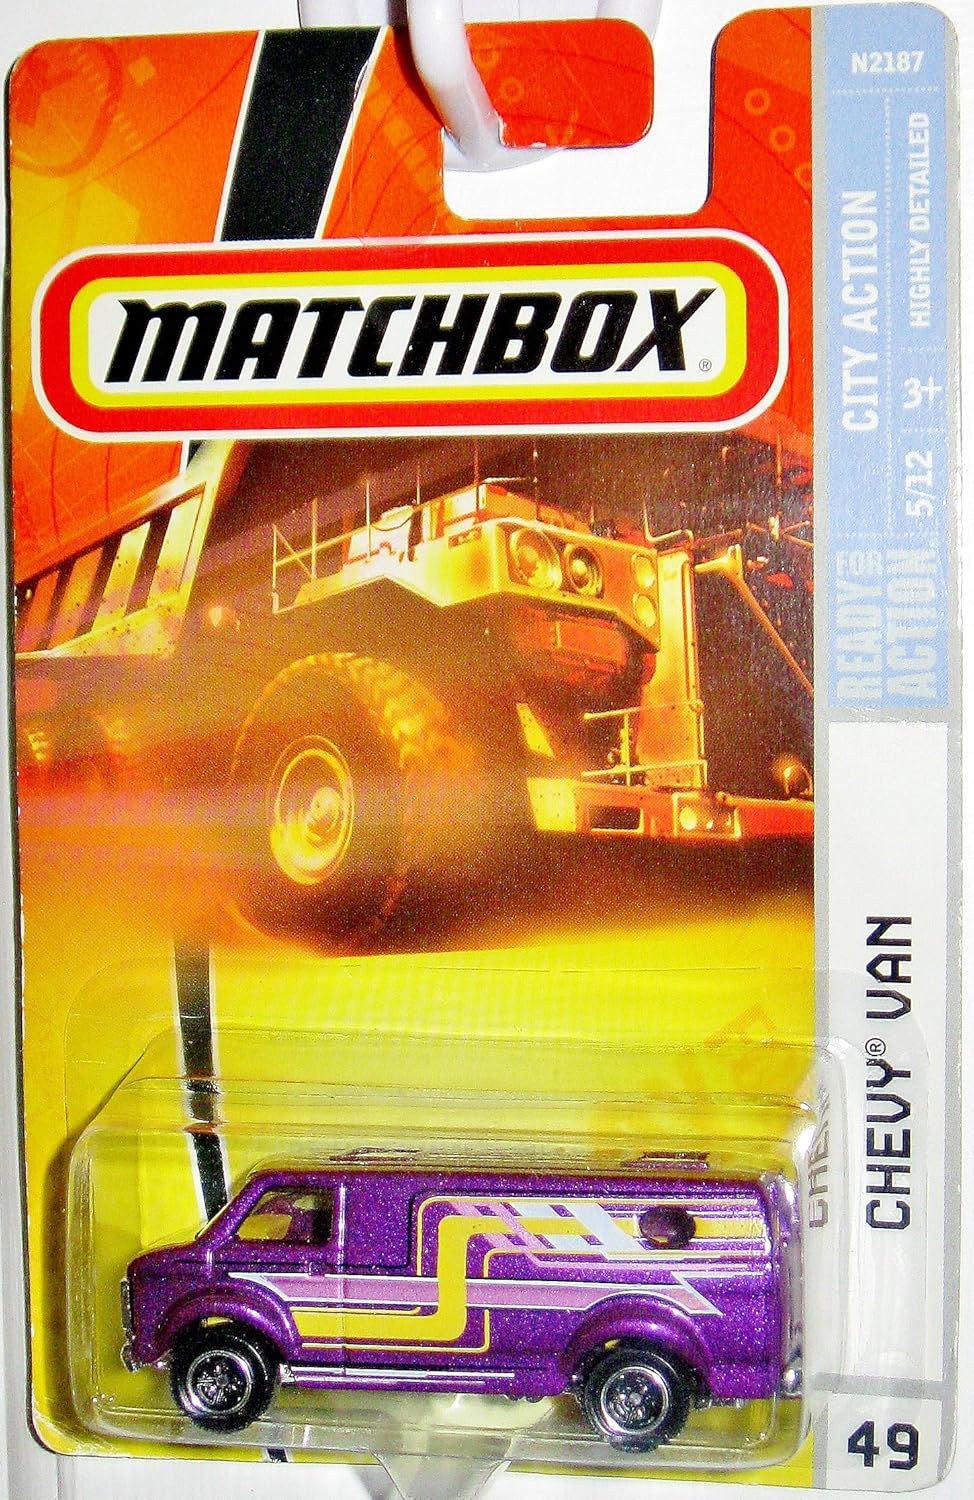 MATCHBOX®
N2187
CITY ACTION
HIGHLY DETAILED
3+
5/12
READY FOR
ACTION
CHEVY® VAN
49